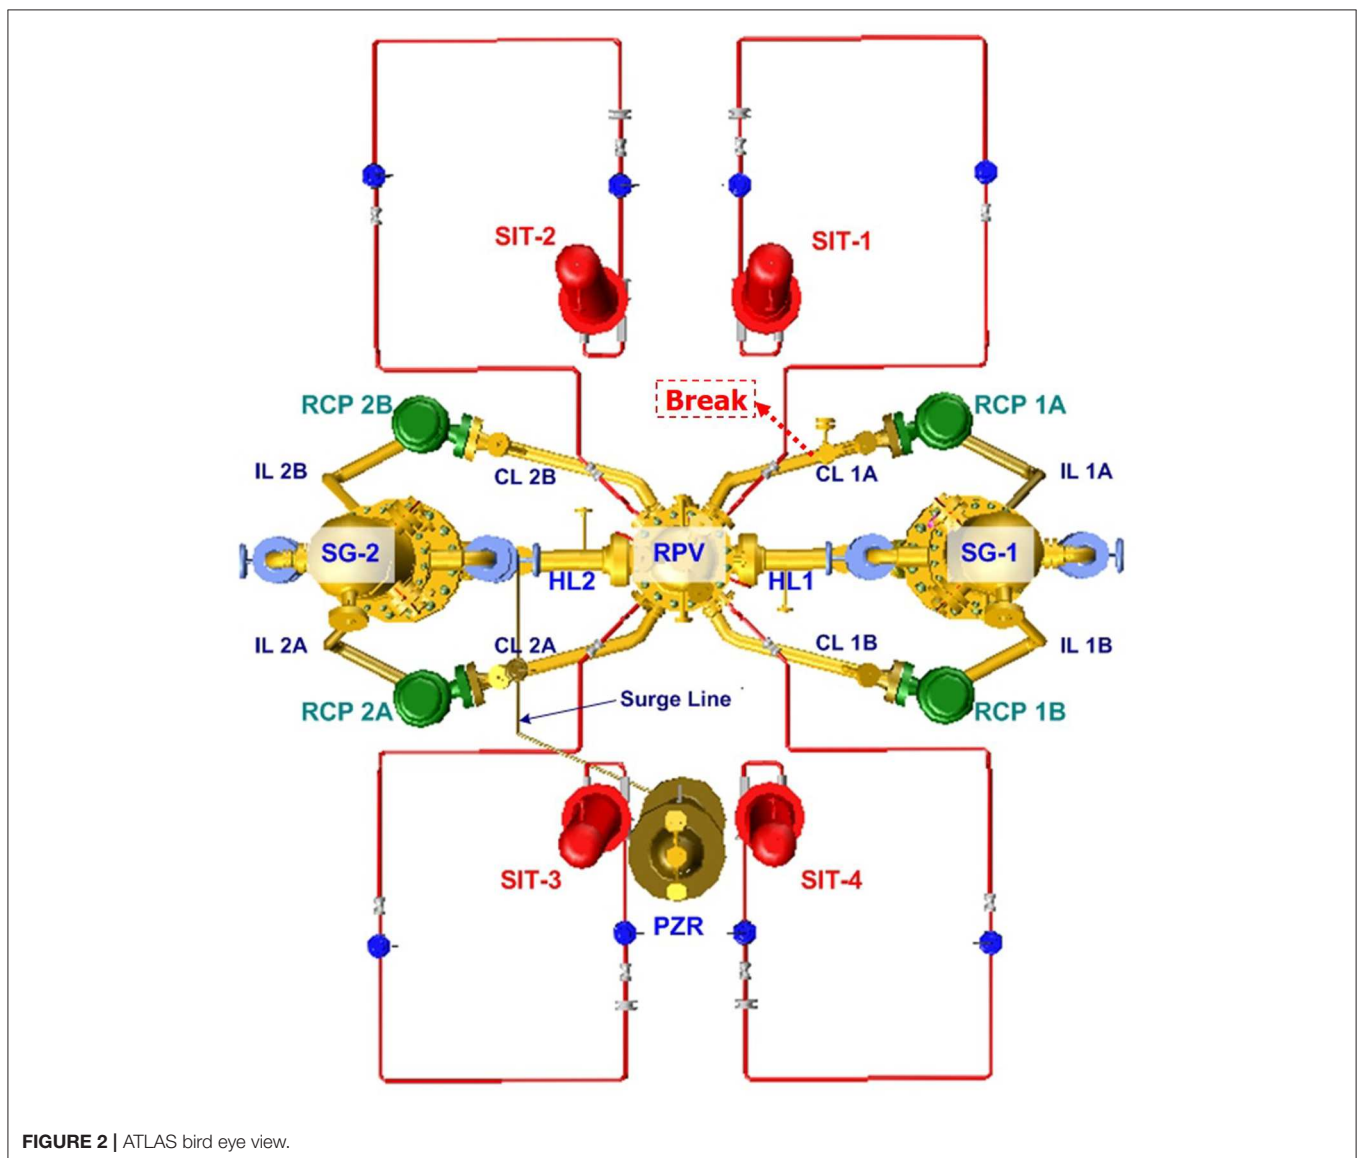 SIT-2
SIT-1
Break
RCP 2B
RCP 1A
IL 2B
CL 2B
CL 1A
IL 1A
SG-2
RPV
SG-1
HL2
HL1
IL 2A
CL 2A
CL 1B
IL 1B
RCP 2A
Surge Line
RCP 1B
SIT-3
SIT-4
PZR
FIGURE 2 | ATLAS bird eye view.